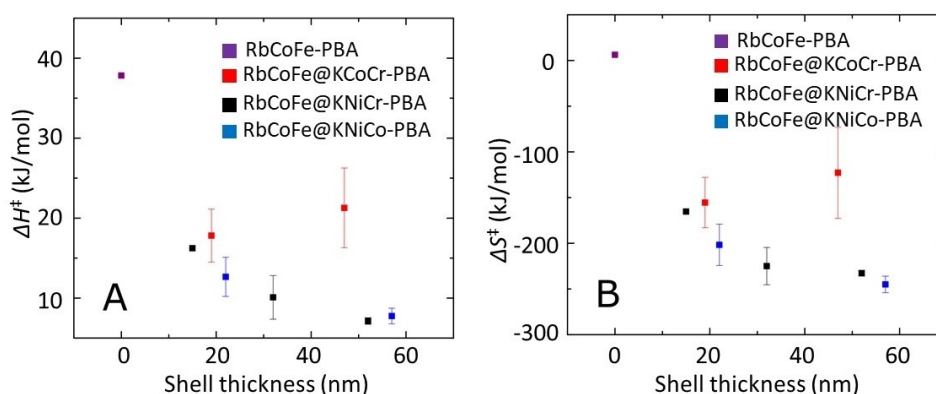 A
ΔH‡ (kJ/mol)
40
30
20
10
0 20 40 60
Shell thickness (nm)
RbCoFe-PBA
RbCoFe@KCoCr-PBA
RbCoFe@KNiCr-PBA
RbCoFe@KNiCo-PBA
B
ΔS‡ (kJ/mol)
0
-100
-200
-300
0 20 40 60
Shell thickness (nm)
RbCoFe-PBA
RbCoFe@KCoCr-PBA
RbCoFe@KNiCr-PBA
RbCoFe@KNiCo-PBA